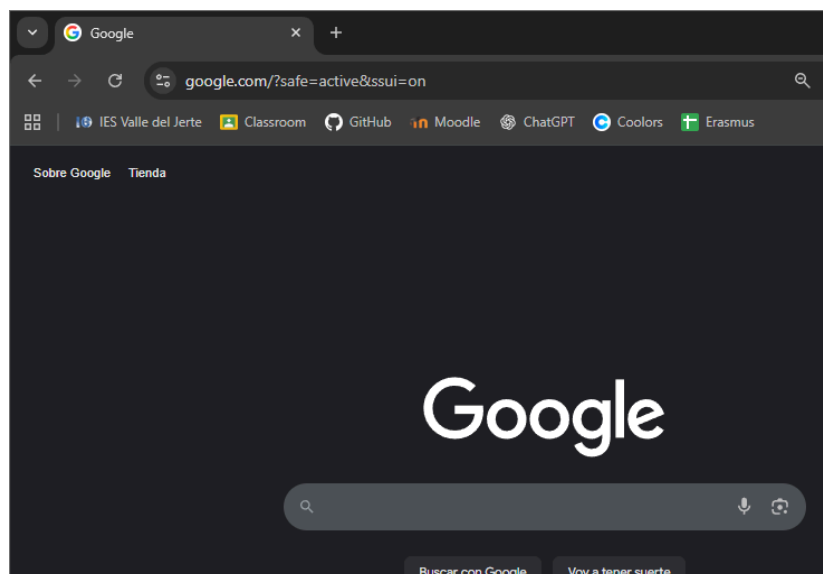 Google
google.com/?safe=active&ssui=on
IES Valle del Jerte Classroom GitHub Moodle ChatGPT Coolors Erasmus
Sobre Google Tienda
Google
Buscar con Google Voy a tener suerte